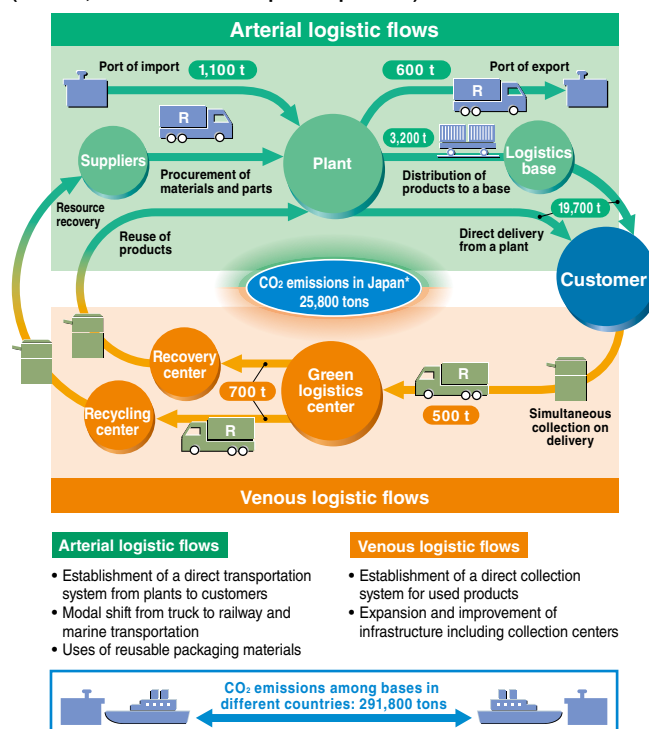 Arterial logistic flows
Port of import
1,100 t
600 t
Port of export
R
R
3,200 t
Suppliers
Plant
Logistics
base
Procurement of
materials and parts
Distribution of
products to a base
Resource
recovery
19,700 t
Reuse of
products
Direct delivery
from a plant
CO₂ emissions in Japan*
25,800 tons
Customer
Recovery
center
Green
logistics
center
R
700 t
Recycling
center
500 t
R
Simultaneous
collection on
delivery
Venous logistic flows
Arterial logistic flows
• Establishment of a direct transportation
system from plants to customers
• Modal shift from truck to railway and
marine transportation
• Uses of reusable packaging materials
Venous logistic flows
• Establishment of a direct collection
system for used products
• Expansion and improvement of
infrastructure including collection centers
CO₂ emissions among bases in
different countries: 291,800 tons